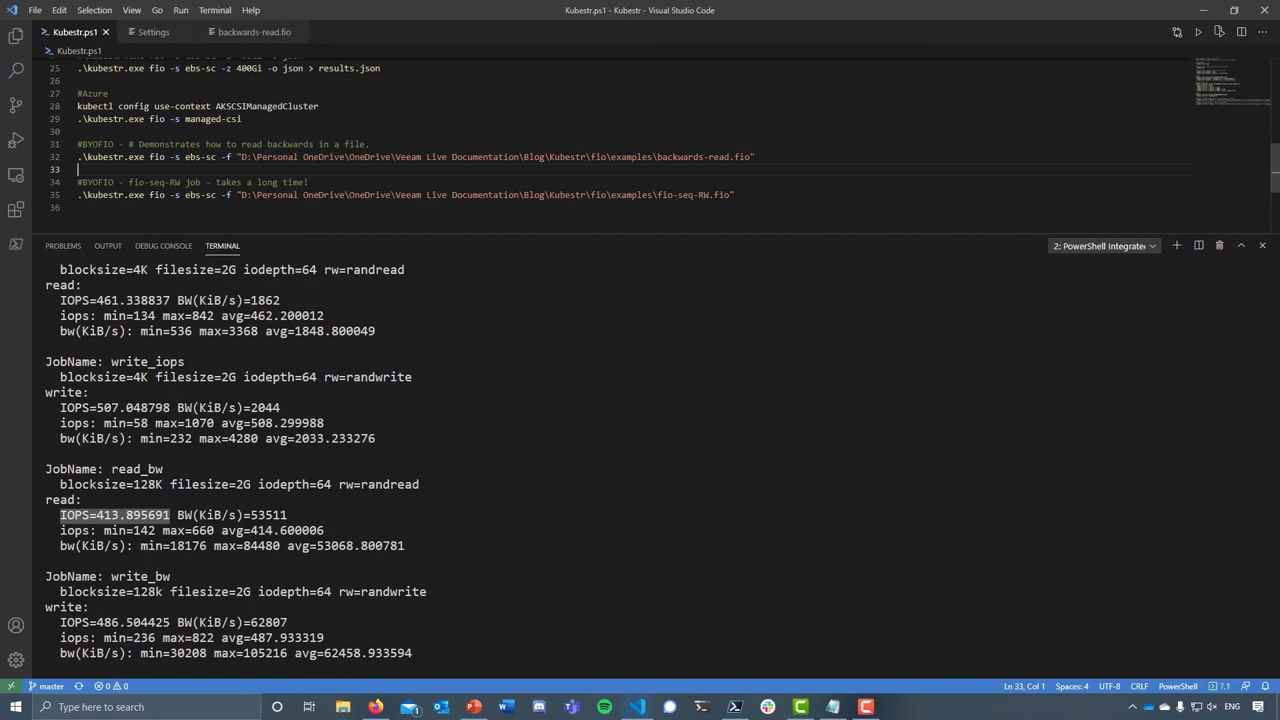 File Edit Selection View Go Run Terminal Help
Kubestr.ps1 - Kubestr - Visual Studio Code
Kubestr.ps1 Settings backwards-read.fio
Kubestr.ps1
25 .\kubestr.exe fio -s ebs-sc -z 400Gi -o json > results.json
26
27 #Azure
28 kubectl config use-context AKSCSIManagedCluster
29 .\kubestr.exe fio -s managed-csi
30
31 #BYOFIO - # Demonstrates how to read backwards in a file.
32 .\kubestr.exe fio -s ebs-sc -f "D:\Personal OneDrive\OneDrive\Veeam Live Documentation\Blog\Kubestr\fio\examples\backwards-read.fio"
33
34 #BYOFIO - fio-seq-RW job - takes a long time!
35 .\kubestr.exe fio -s ebs-sc -f "D:\Personal OneDrive\OneDrive\Veeam Live Documentation\Blog\Kubestr\fio\examples\fio-seq-RW.fio"
36
PROBLEMS OUTPUT DEBUG CONSOLE TERMINAL
2: PowerShell Integrated
blocksize=4K filesize=2G iodepth=64 rw=randread
read:
IOPS=461.338837 BW(KiB/s)=1862
iops: min=134 max=842 avg=462.200012
bw(KiB/s): min=536 max=3368 avg=1848.800049
JobName: write_iops
blocksize=4K filesize=2G iodepth=64 rw=randwrite
write:
IOPS=507.048798 BW(KiB/s)=2044
iops: min=58 max=1070 avg=508.299988
bw(KiB/s): min=232 max=4280 avg=2033.233276
JobName: read_bw
blocksize=128K filesize=2G iodepth=64 rw=randread
read:
IOPS=413.895691 BW(KiB/s)=53511
iops: min=142 max=660 avg=414.600006
bw(KiB/s): min=18176 max=84480 avg=53068.800781
JobName: write_bw
blocksize=128k filesize=2G iodepth=64 rw=randwrite
write:
IOPS=486.504425 BW(KiB/s)=62807
iops: min=236 max=822 avg=487.933319
bw(KiB/s): min=30208 max=105216 avg=62458.933594
master 0 0
Ln 33, Col 1 Spaces: 4 UTF-8 CRLF PowerShell 7.1
Type here to search
ENG